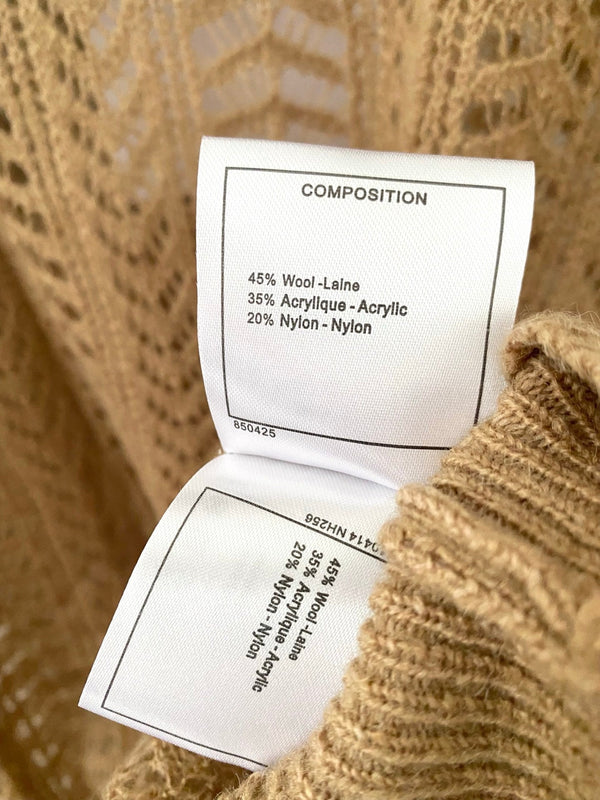 COMPOSITION
45% Wool -Laine
35% Acrylique - Acrylic
20% Nylon - Nylon
850425
0414 NH256
45% Wool-Laine
35% Acrylique - Acrylic
20% Nylon - Nylon